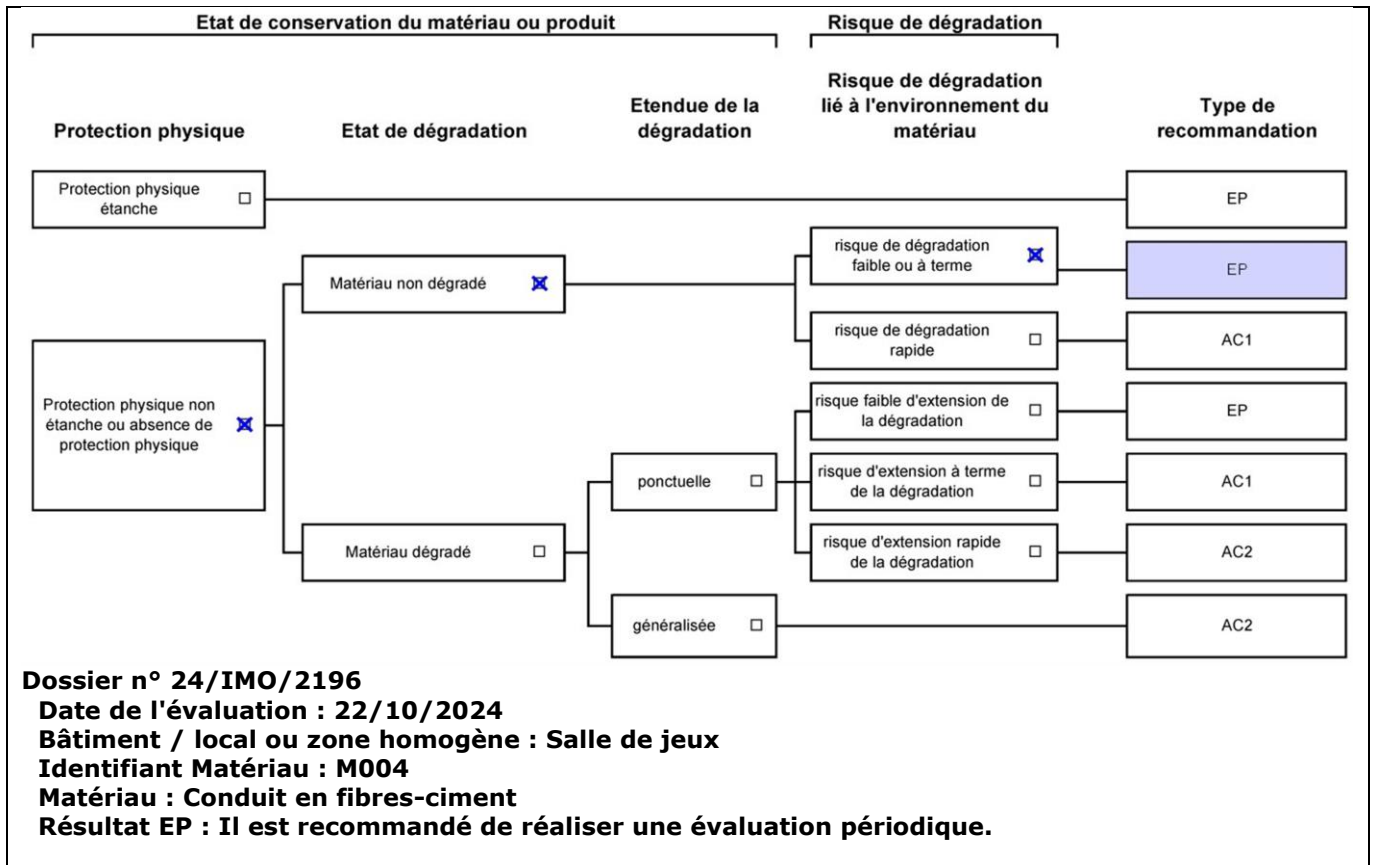 Etat de conservation du matériau ou produit
Risque de dégradation
Protection physique
Etat de dégradation
Etendue de la
dégradation
Risque de dégradation
lié à l'environnement du
matériau
Type de
recommandation
Protection physique
étanche
EP
risque de dégradation
faible ou à terme
EP
Matériau non dégradé
risque de dégradation
rapide
AC1
Protection physique non
étanche ou absence de
protection physique
risque faible d'extension de
la dégradation
EP
ponctuelle
risque d'extension à terme
de la dégradation
AC1
Matériau dégradé
risque d'extension rapide
de la dégradation
AC2
généralisée
AC2
Dossier n° 24/IMO/2196
Date de l'évaluation : 22/10/2024
Bâtiment / local ou zone homogène : Salle de jeux
Identifiant Matériau : M004
Matériau : Conduit en fibres-ciment
Résultat EP : Il est recommandé de réaliser une évaluation périodique.